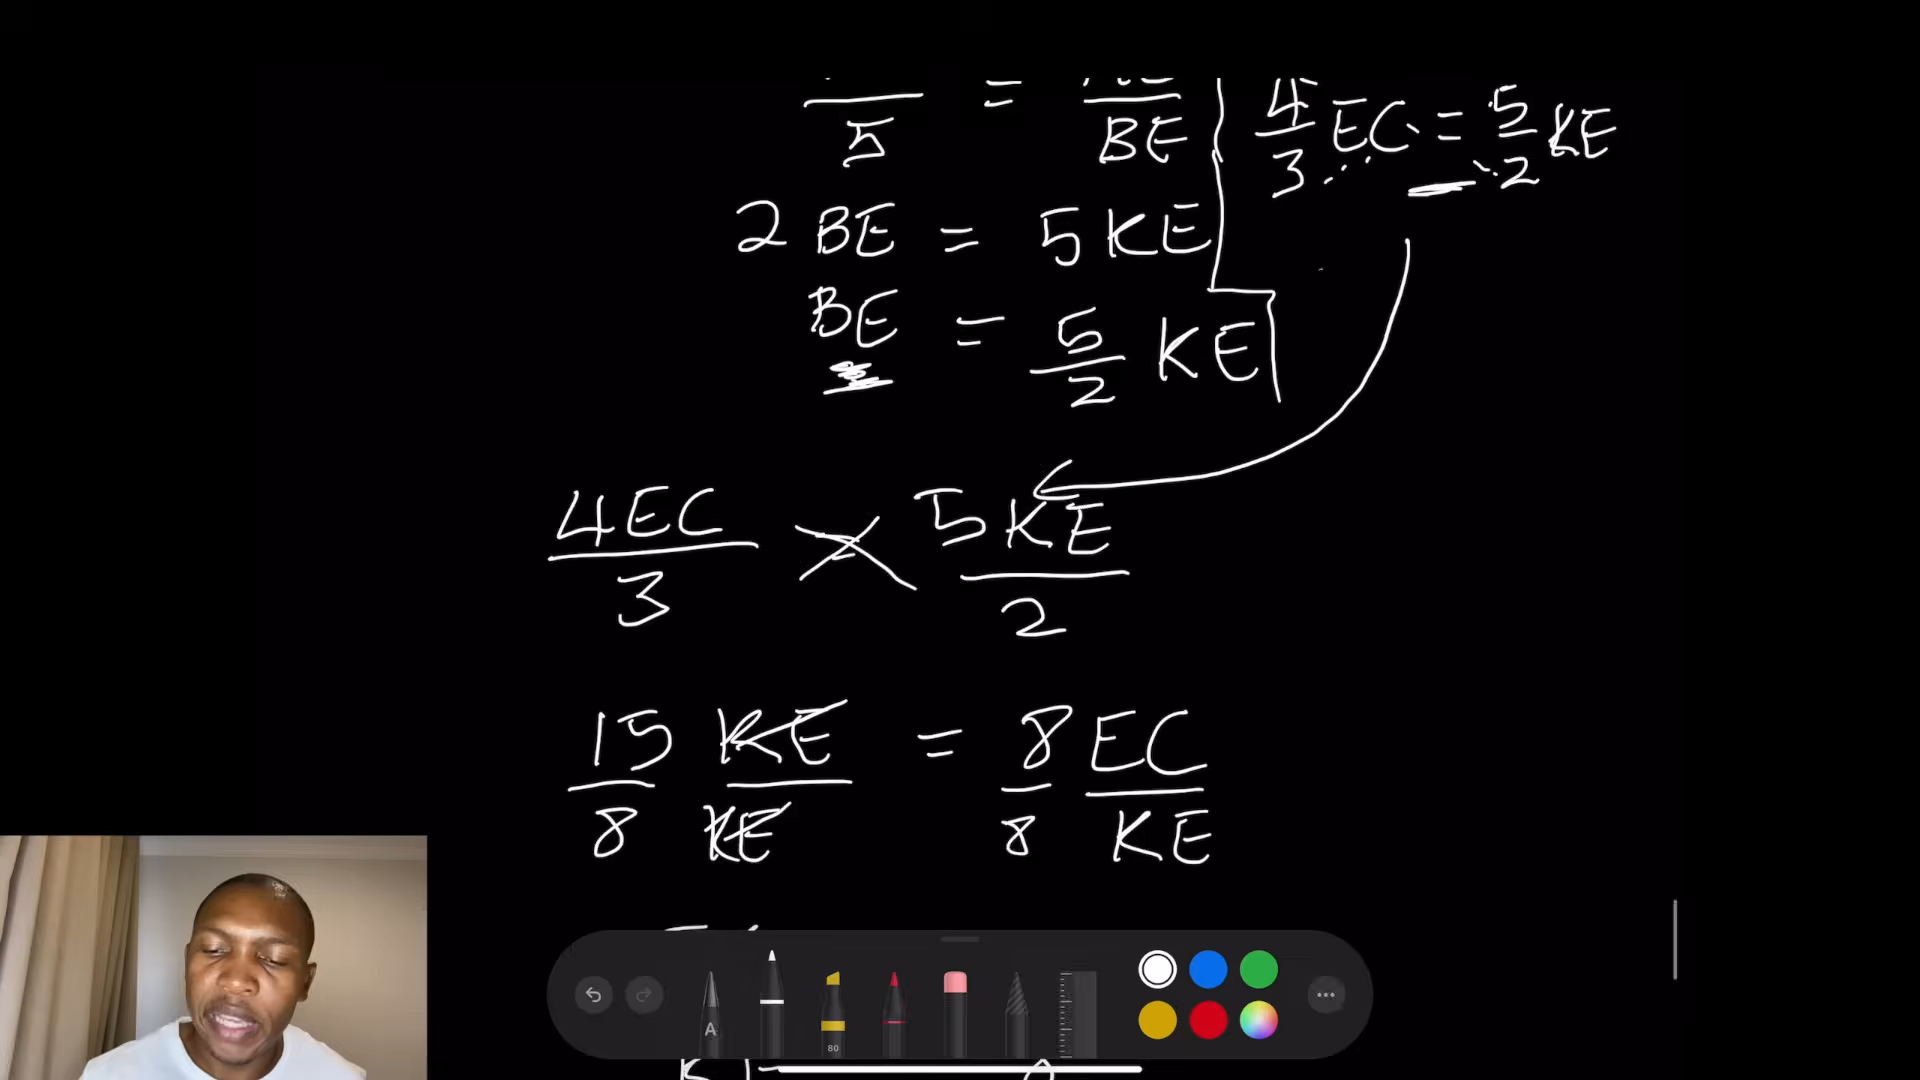 /5 = /BE
4/3 EC = 5/2 KE
2 BE = 5 KE
BE = 5/2 KE
4EC/3 = 5KE/2
15/8 KE/KE = 8/8 EC/KE
A
80